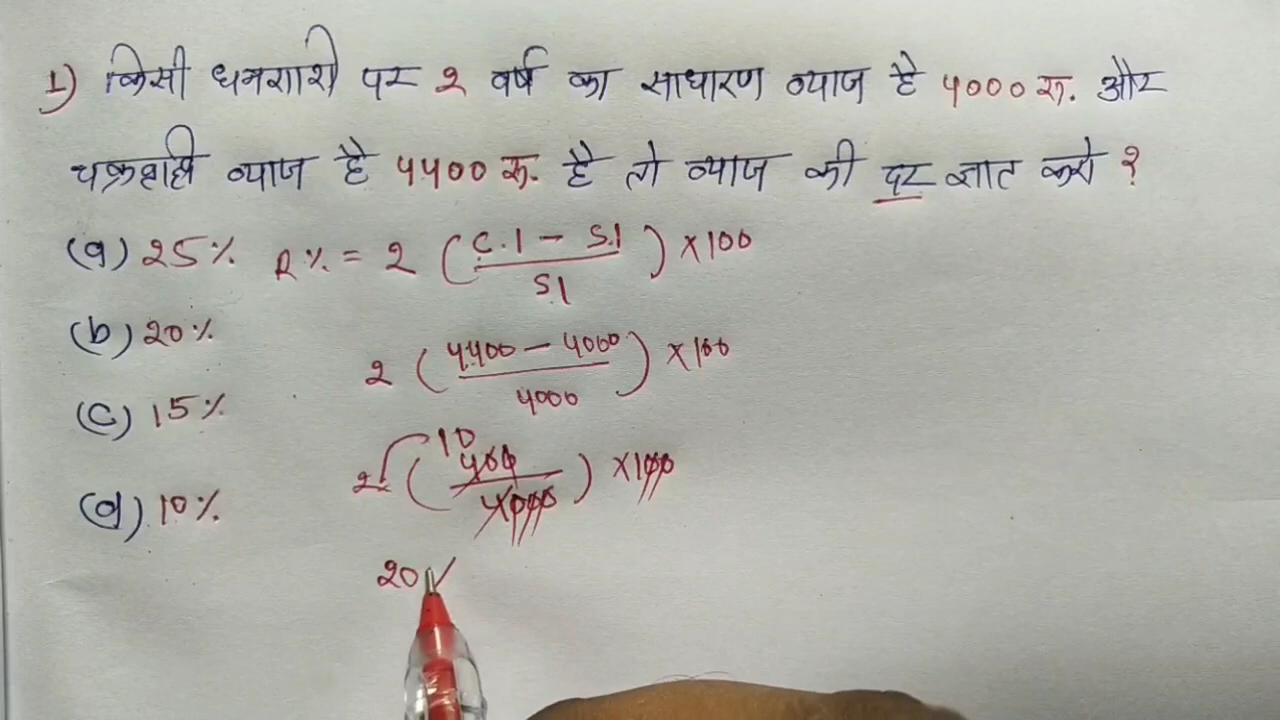 1) किसी धनराशी पर 2 वर्ष का साधारण व्याज है 4000 रु. और
चक्रवृद्धि व्याज है 4400 रु. है तो व्याज की दर ज्ञात करो ?
(a) 25% R% = 2 ( C.I - S.I / S.I ) ×100
(b) 20%
2 ( 4400 - 4000 / 4000 ) ×100
(c) 15%
2 ( 400 / 4000 ) ×100
10
(d) 10%
20